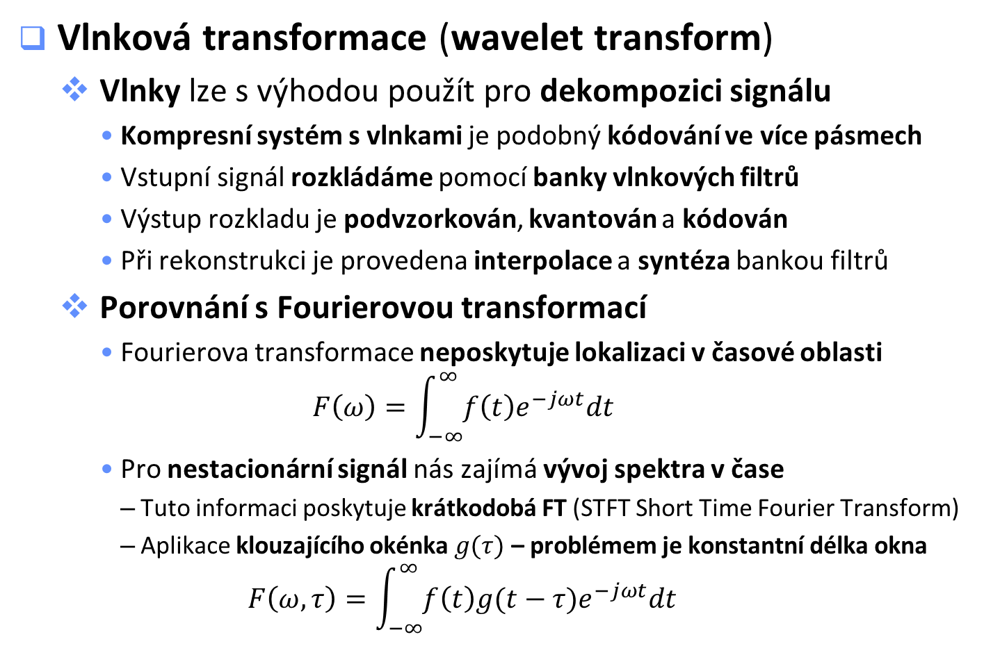 Vlnková transformace (wavelet transform)
Vlnky lze s výhodou použít pro dekompozici signálu
• Kompresní systém s vlnkami je podobný kódování ve více pásmech
• Vstupní signál rozkládáme pomocí banky vlnkových filtrů
• Výstup rozkladu je podvzorkován, kvantován a kódován
• Při rekonstrukci je provedena interpolace a syntéza bankou filtrů
Porovnání s Fourierovou transformací
• Fourierova transformace neposkytuje lokalizaci v časové oblasti
$F(\omega) = \int_{-\infty}^{\infty} f(t)e^{-j\omega t}dt$
• Pro nestacionární signál nás zajímá vývoj spektra v čase
– Tuto informaci poskytuje krátkodobá FT (STFT Short Time Fourier Transform)
– Aplikace klouzajícího okénka $g(\tau)$ – problémem je konstantní délka okna
$F(\omega, \tau) = \int_{-\infty}^{\infty} f(t)g(t - \tau)e^{-j\omega t}dt$